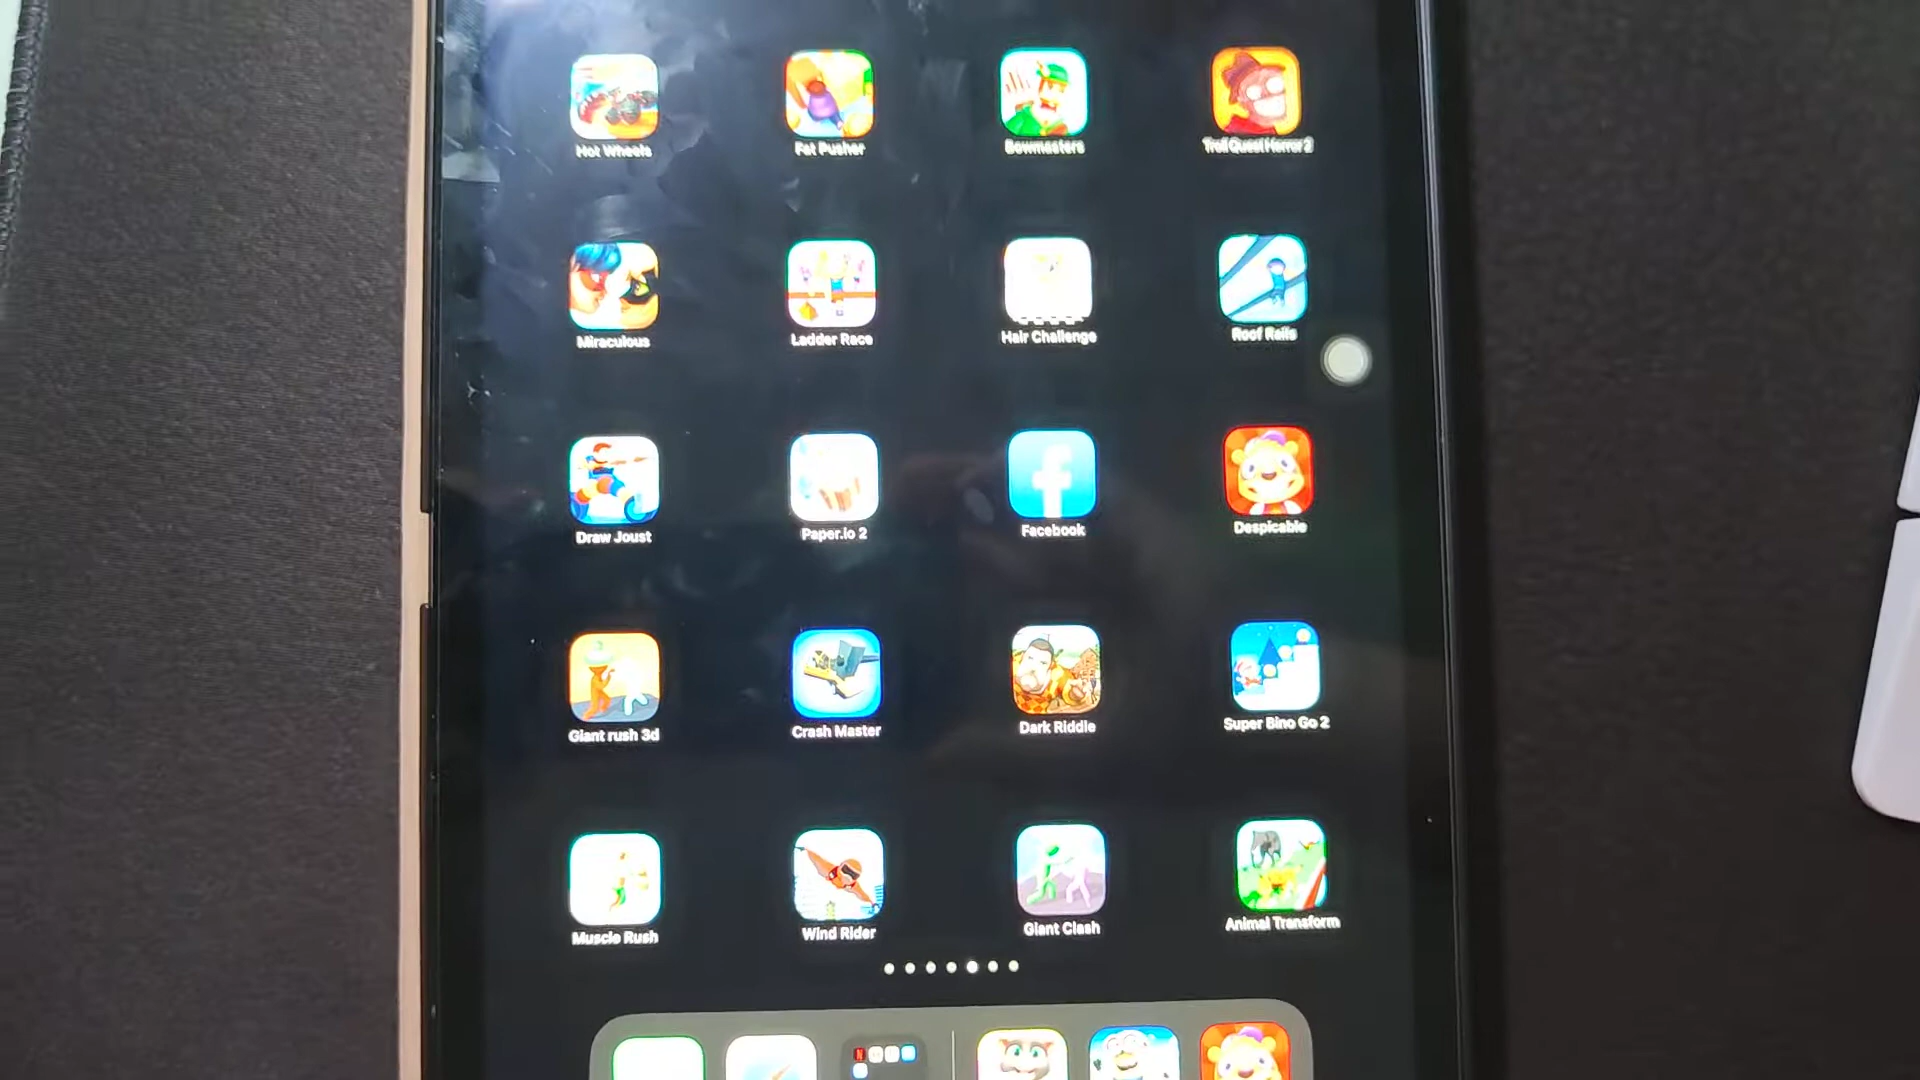 Hot Wheels
Fat Pusher
Bowmasters
Troll Quest Horror 2
Miraculous
Ladder Race
Hair Challenge
Roof Rails
Draw Joust
Paper.io 2
Facebook
Despicable
Giant rush 3d
Crash Master
Dark Riddle
Super Bino Go 2
Muscle Rush
Wind Rider
Giant Clash
Animal Transform